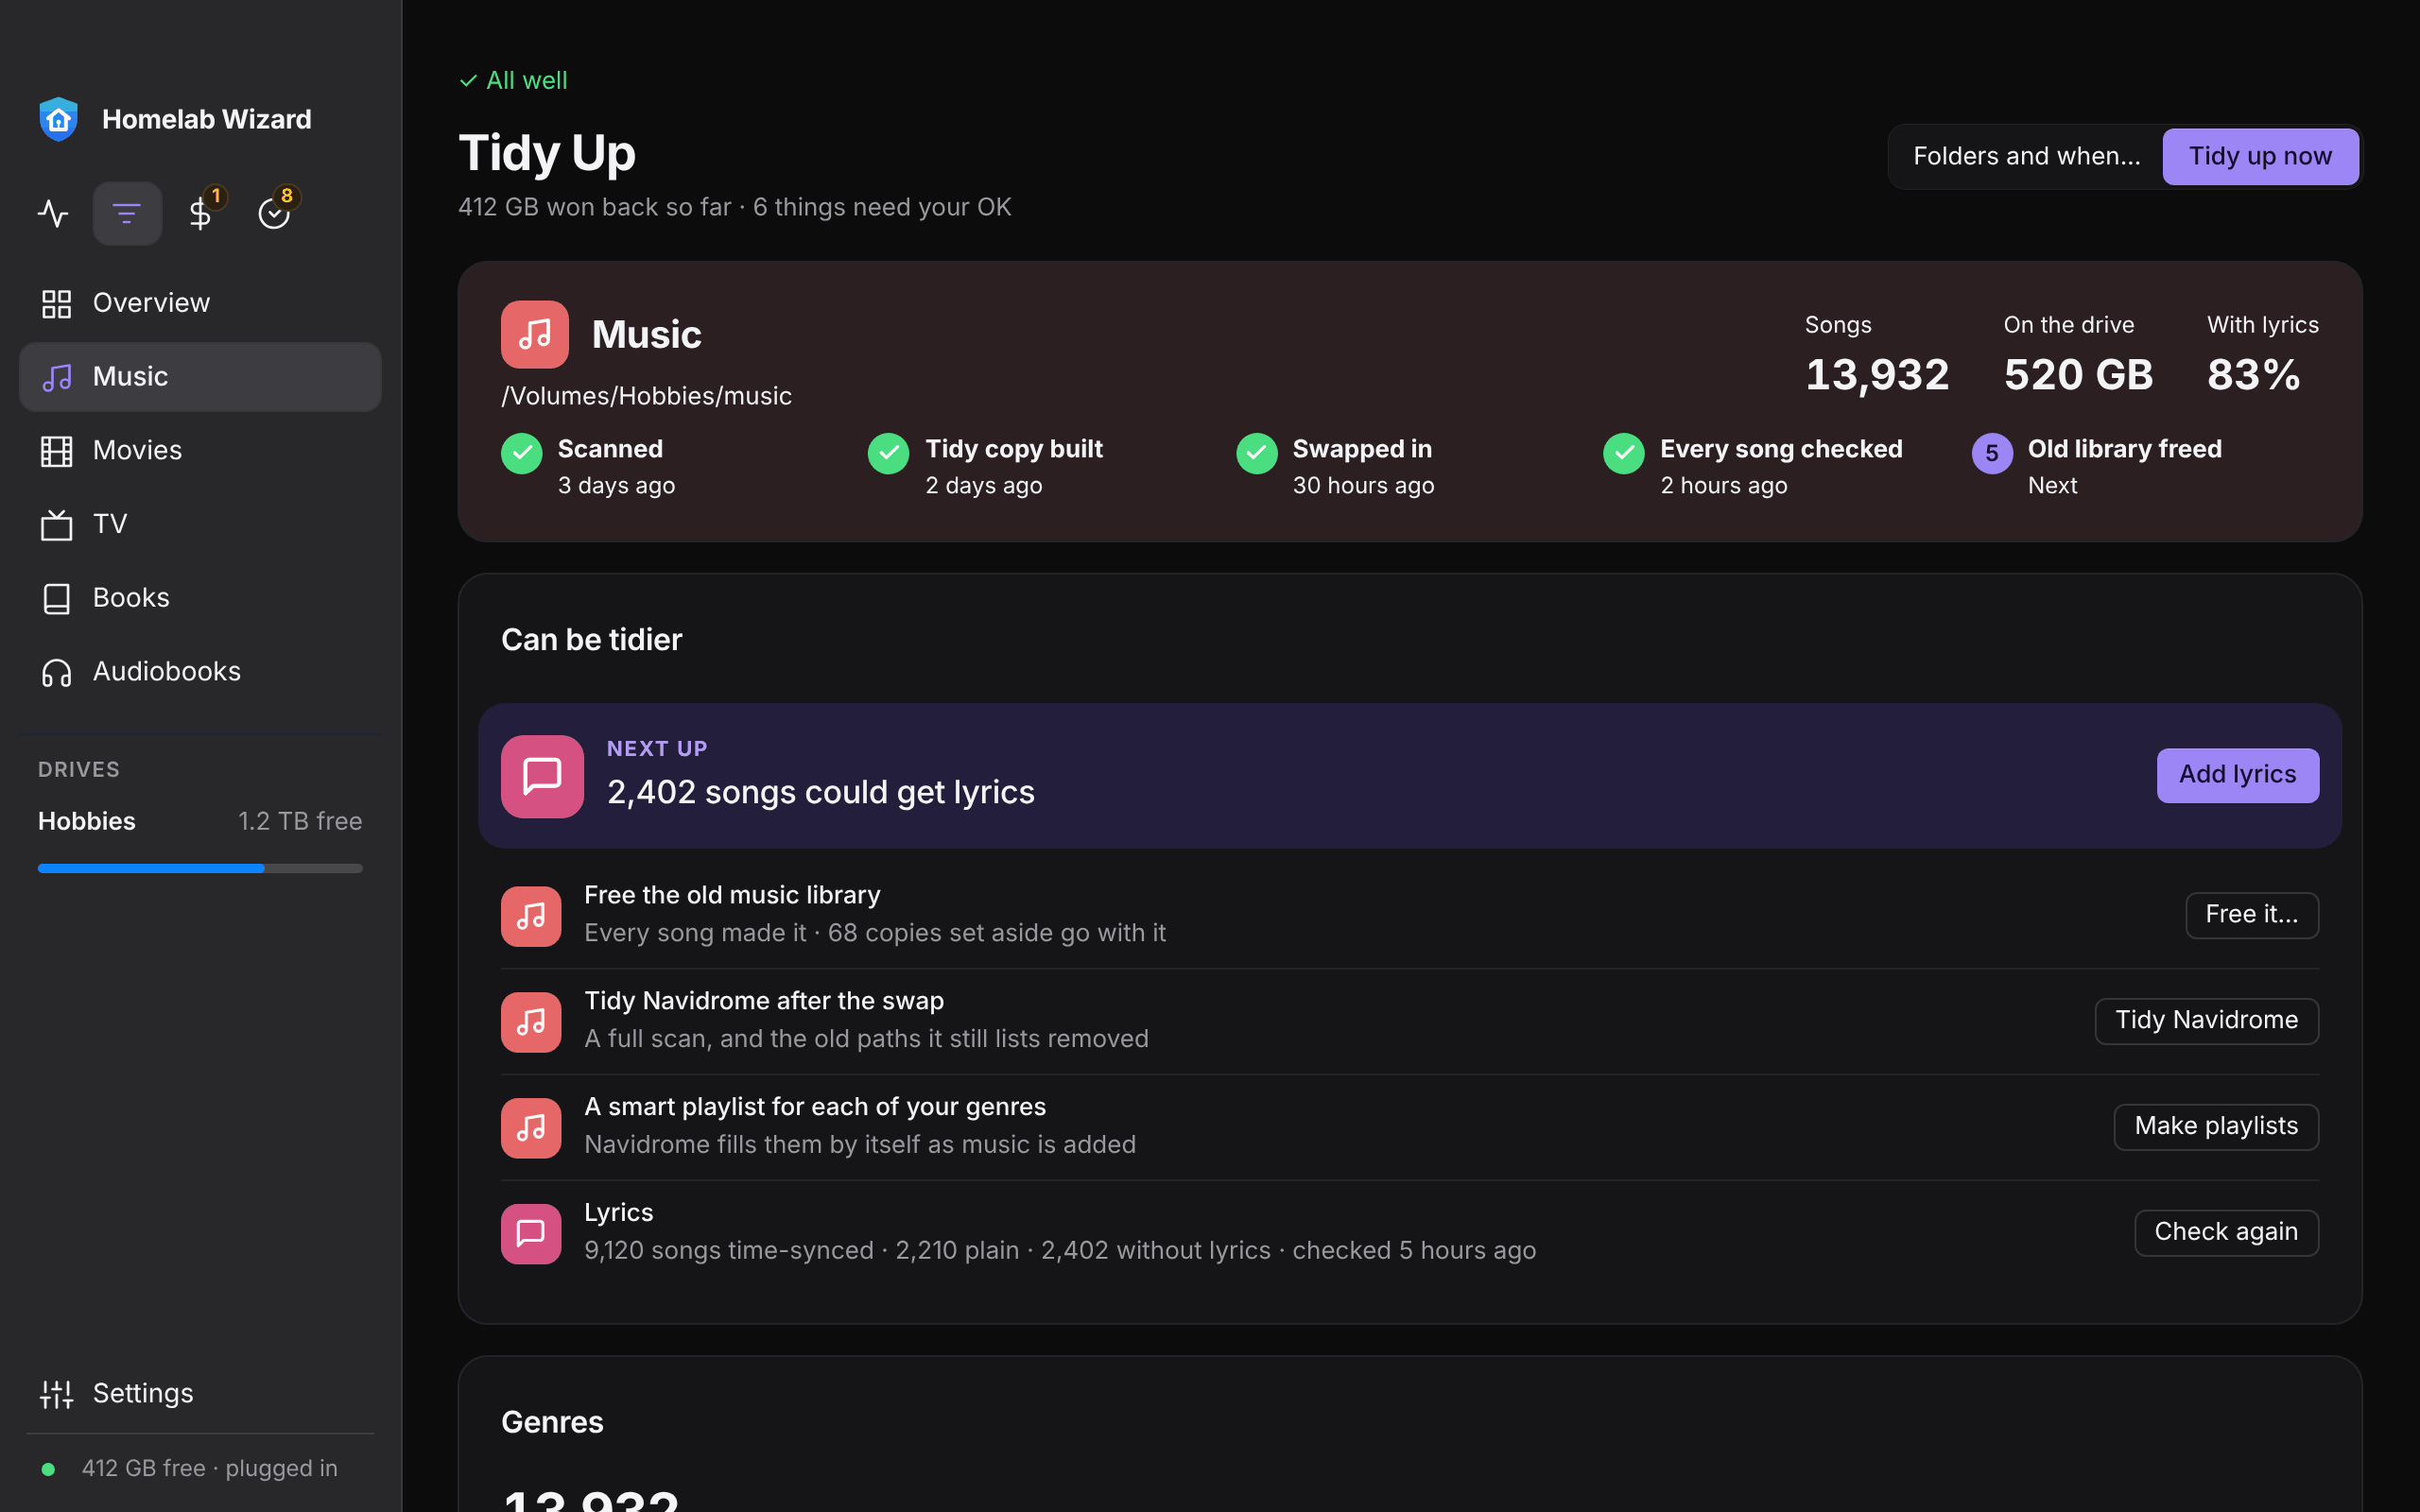 Homelab Wizard
1
8
Overview
Music
Movies
TV
Books
Audiobooks
DRIVES
Hobbies 1.2 TB free
Settings
412 GB free · plugged in
All well
Tidy Up
412 GB won back so far · 6 things need your OK
Folders and when... Tidy up now
Music
/Volumes/Hobbies/music
Songs On the drive With lyrics
13,932 520 GB 83%
Scanned
3 days ago
Tidy copy built
2 days ago
Swapped in
30 hours ago
Every song checked
2 hours ago
5 Old library freed
Next
Can be tidier
NEXT UP
2,402 songs could get lyrics
Add lyrics
Free the old music library
Every song made it · 68 copies set aside go with it
Free it...
Tidy Navidrome after the swap
A full scan, and the old paths it still lists removed
Tidy Navidrome
A smart playlist for each of your genres
Navidrome fills them by itself as music is added
Make playlists
Lyrics
9,120 songs time-synced · 2,210 plain · 2,402 without lyrics · checked 5 hours ago
Check again
Genres
13,932